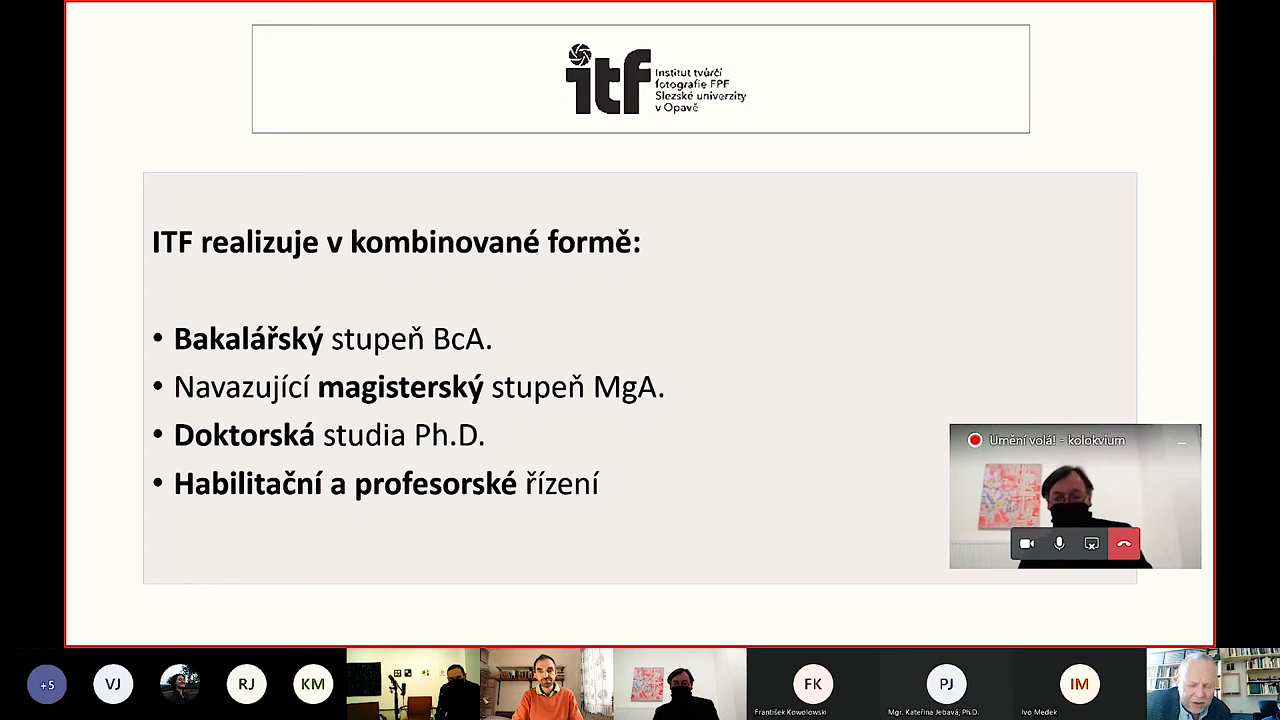 itf
Institut tvůrčí
fotografie FPF
Slezské univerzity
v Opavě
ITF realizuje v kombinované formě:
• Bakalářský stupeň BcA.
• Navazující magisterský stupeň MgA.
• Doktorská studia Ph.D.
• Habilitační a profesorské řízení
Umění volá! - kolokvium
+5
VJ
RJ
KM
FK
František Kowolowski
PJ
Mgr. Kateřina Jebavá, Ph.D.
IM
Ivo Medek